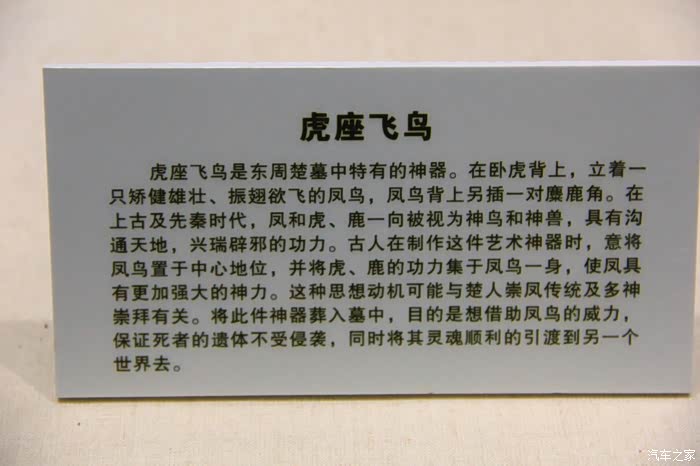 虎座飞鸟
虎座飞鸟是东周楚墓中特有的神器。在卧虎背上，立着一
只矫健雄壮、振翅欲飞的凤鸟，凤鸟背上另插一对麋鹿角。在
上古及先秦时代，凤和虎、鹿一向被视为神鸟和神兽，具有沟
通天地，兴瑞辟邪的功力。古人在制作这件艺术神器时，意将
凤鸟置于中心地位，并将虎、鹿的功力集于凤鸟一身，使凤具
有更加强大的神力。这种思想动机可能与楚人崇凤传统及多神
崇拜有关。将此件神器葬入墓中，目的是想借助凤鸟的威力，
保证死者的遗体不受侵袭，同时将其灵魂顺利的引渡到另一个
世界去。
汽车之家